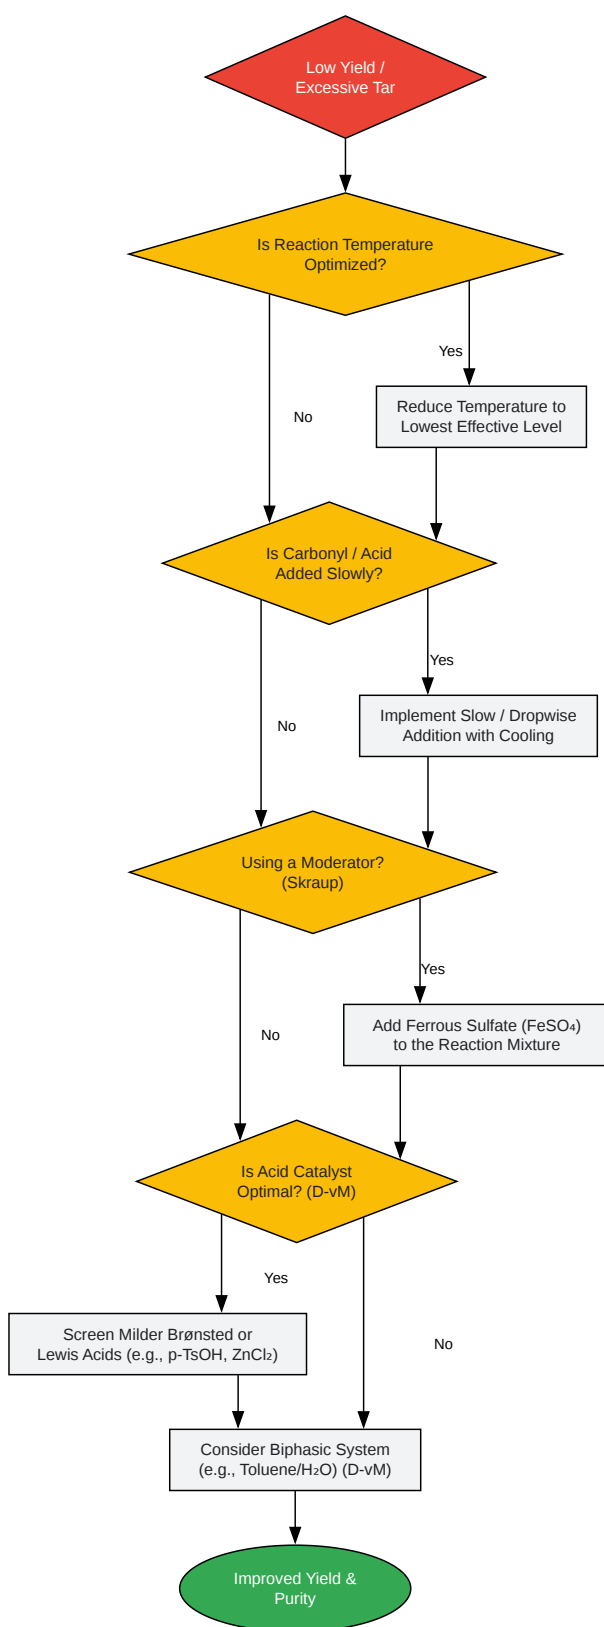 Low Yield /
Excessive Tar
Is Reaction Temperature
Optimized?
Yes
Reduce Temperature to
Lowest Effective Level
No
Is Carbonyl / Acid
Added Slowly?
Yes
Implement Slow / Dropwise
Addition with Cooling
No
Using a Moderator?
(Skraup)
Yes
Add Ferrous Sulfate (FeSO₄)
to the Reaction Mixture
No
Is Acid Catalyst
Optimal? (D-vM)
Yes
Screen Milder Brønsted or
Lewis Acids (e.g., p-TsOH, ZnCl₂)
No
Consider Biphasic System
(e.g., Toluene/H₂O) (D-vM)
Improved Yield &
Purity